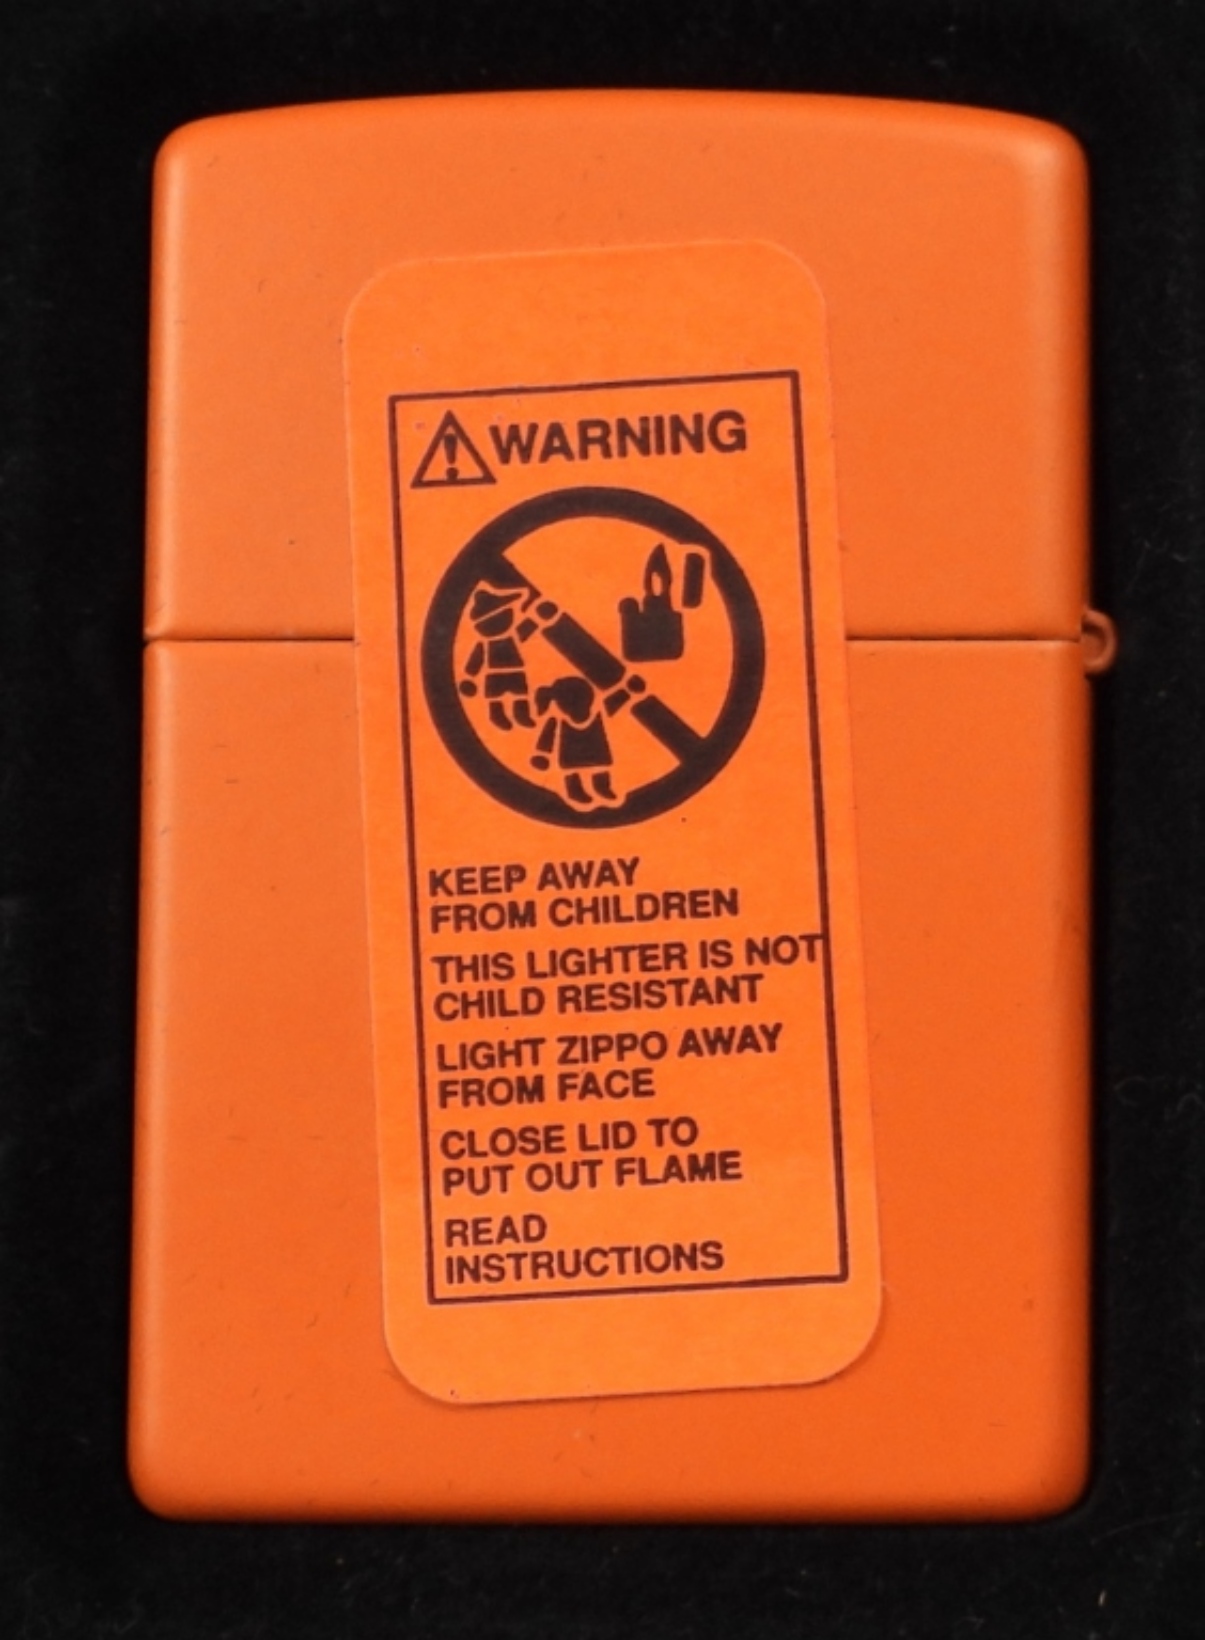 WARNING
KEEP AWAY
FROM CHILDREN
THIS LIGHTER IS NOT
CHILD RESISTANT
LIGHT ZIPPO AWAY
FROM FACE
CLOSE LID TO
PUT OUT FLAME
READ
INSTRUCTIONS